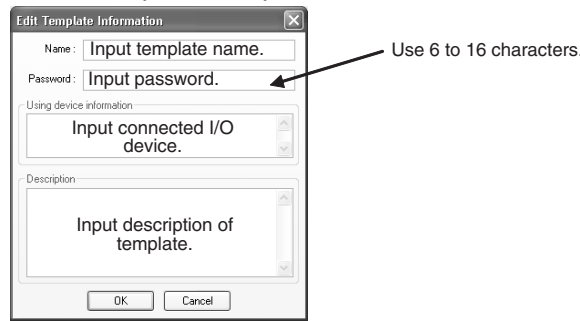 Edit Template Information
Name : Input template name.
Use 6 to 16 characters.
Password : Input password.
Using device information
Input connected I/O
device.
Description
Input description of
template.
OK Cancel